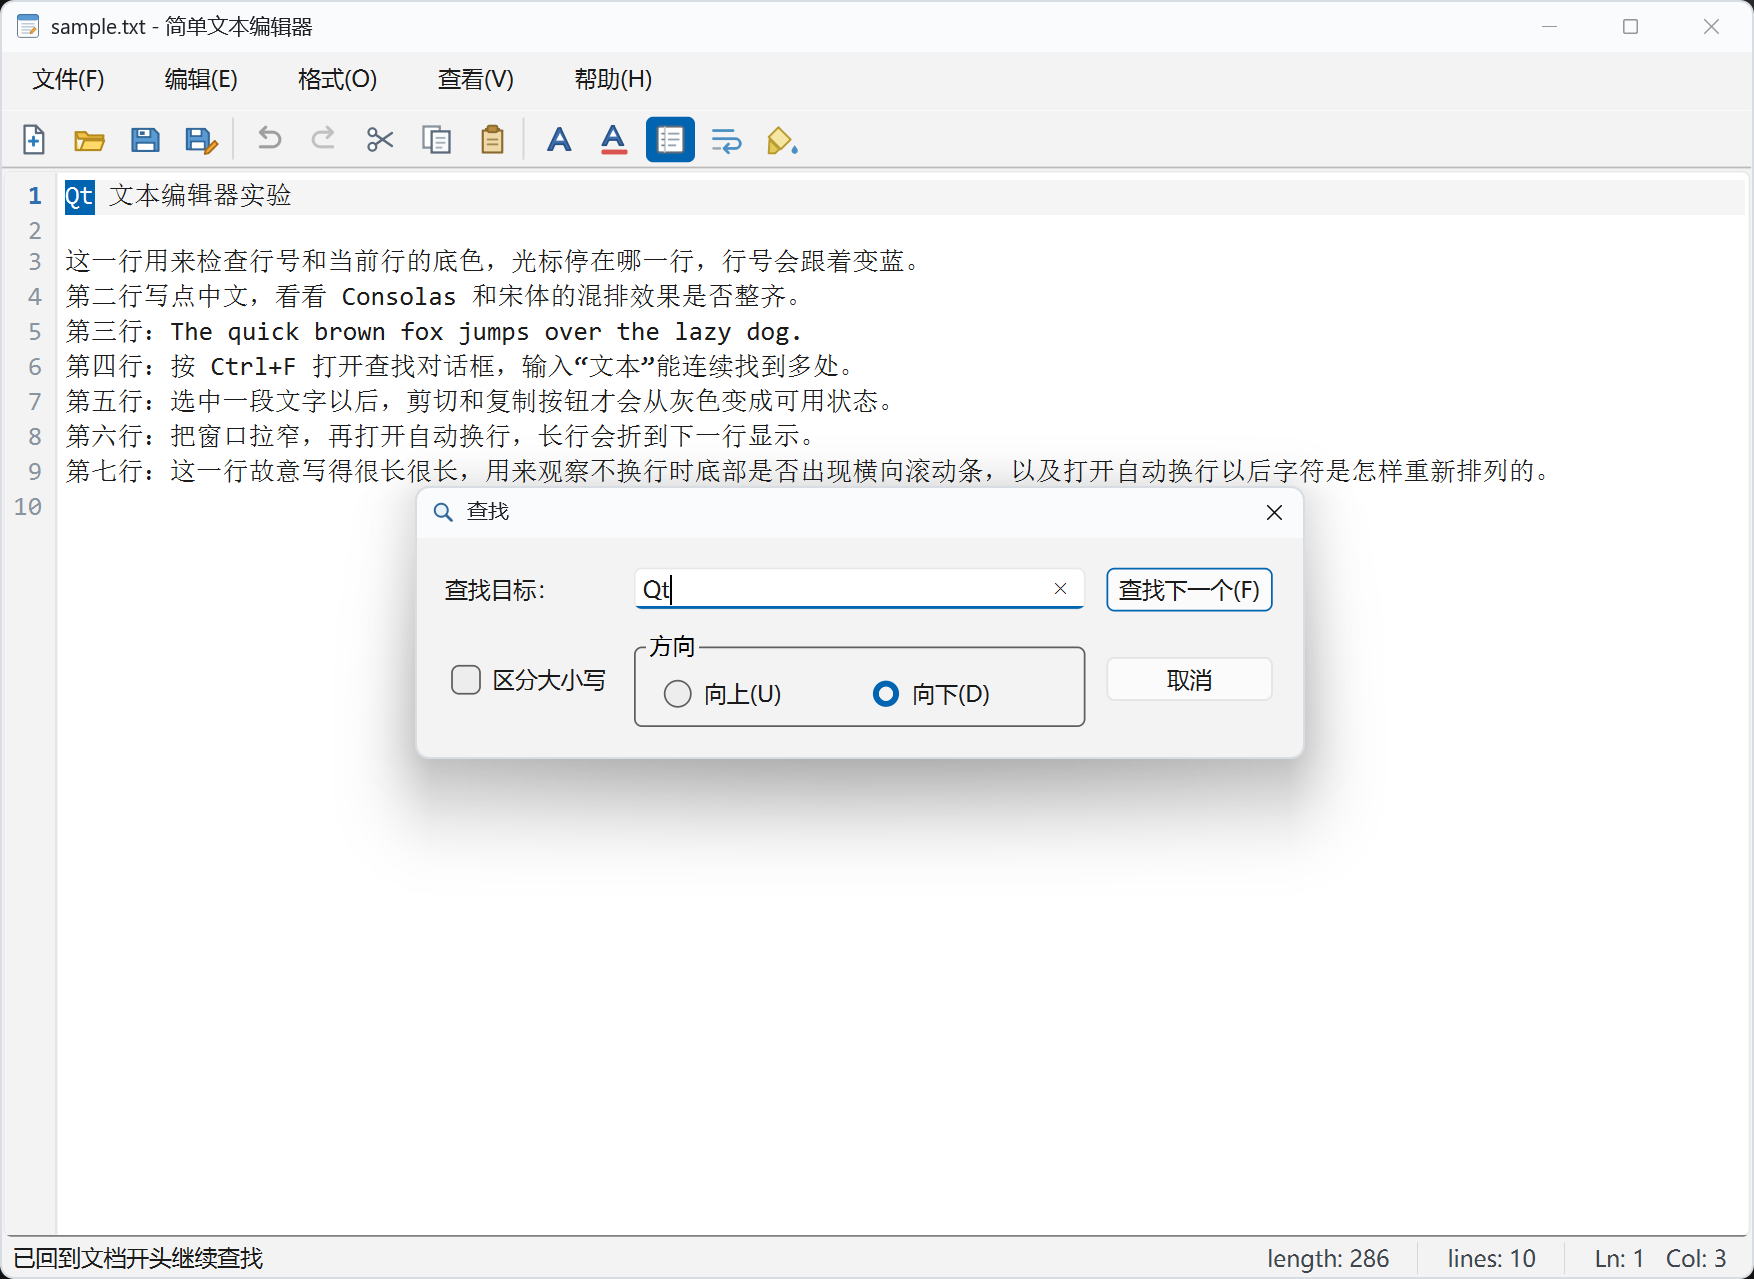 sample.txt - 简单文本编辑器
文件(F) 编辑(E) 格式(O) 查看(V) 帮助(H)
1 Qt 文本编辑器实验
2
3 这一行用来检查行号和当前行的底色，光标停在哪一行，行号会跟着变蓝。
4 第二行写点中文，看看 Consolas 和宋体的混排效果是否整齐。
5 第三行：The quick brown fox jumps over the lazy dog.
6 第四行：按 Ctrl+F 打开查找对话框，输入“文本”能连续找到多处。
7 第五行：选中一段文字以后，剪切和复制按钮才会从灰色变成可用状态。
8 第六行：把窗口拉窄，再打开自动换行，长行会折到下一行显示。
9 第七行：这一行故意写得很长很长，用来观察不换行时底部是否出现横向滚动条，以及打开自动换行以后字符是怎样重新排列的。
10
查找
查找目标： Qt 查找下一个(F)
方向
区分大小写 向上(U) 向下(D) 取消
已回到文档开头继续查找 length: 286 lines: 10 Ln: 1 Col: 3